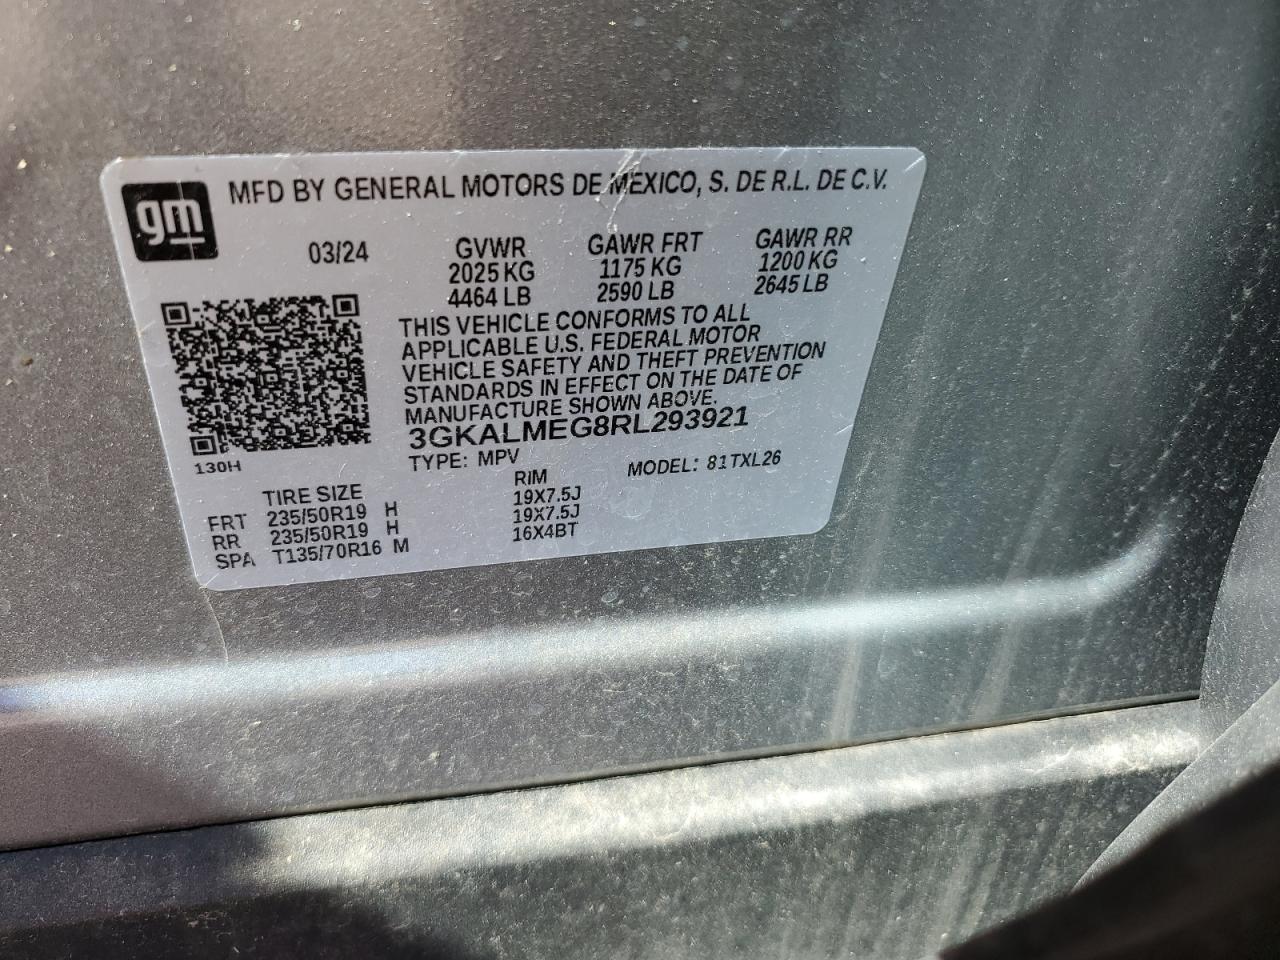 gm
MFD BY GENERAL MOTORS DE MEXICO, S. DE R.L. DE C.V.
03/24 GVWR GAWR FRT GAWR RR
2025 KG 1175 KG 1200 KG
4464 LB 2590 LB 2645 LB
THIS VEHICLE CONFORMS TO ALL
APPLICABLE U.S. FEDERAL MOTOR
VEHICLE SAFETY AND THEFT PREVENTION
STANDARDS IN EFFECT ON THE DATE OF
MANUFACTURE SHOWN ABOVE.
3GKALMEG8RL293921
130H
TYPE: MPV MODEL: 81TXL26
TIRE SIZE RIM
FRT 235/50R19 H 19X7.5J
RR 235/50R19 H 19X7.5J
SPA T135/70R16 M 16X4BT